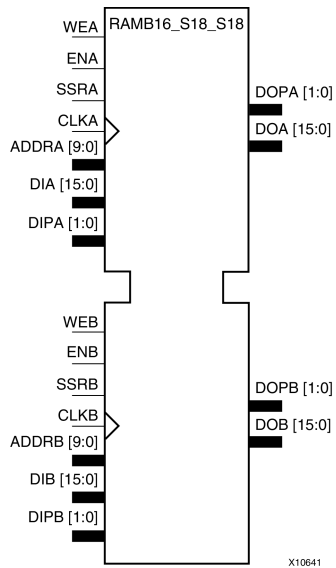 RAMB16_S18_S18
WEA
ENA
SSRA
CLKA
ADDRA [9:0]
DIA [15:0]
DIPA [1:0]
DOPA [1:0]
DOA [15:0]
WEB
ENB
SSRB
CLKB
ADDRB [9:0]
DIB [15:0]
DIPB [1:0]
DOPB [1:0]
DOB [15:0]
X10641